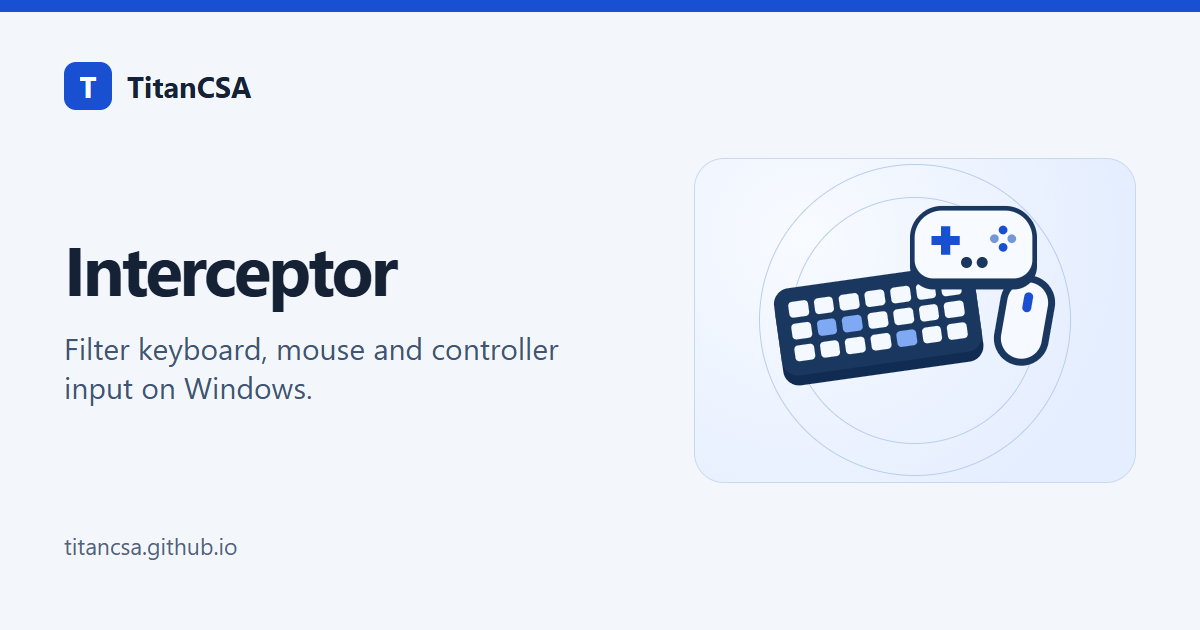 T TitanCSA
Interceptor
Filter keyboard, mouse and controller
input on Windows.
titancsa.github.io